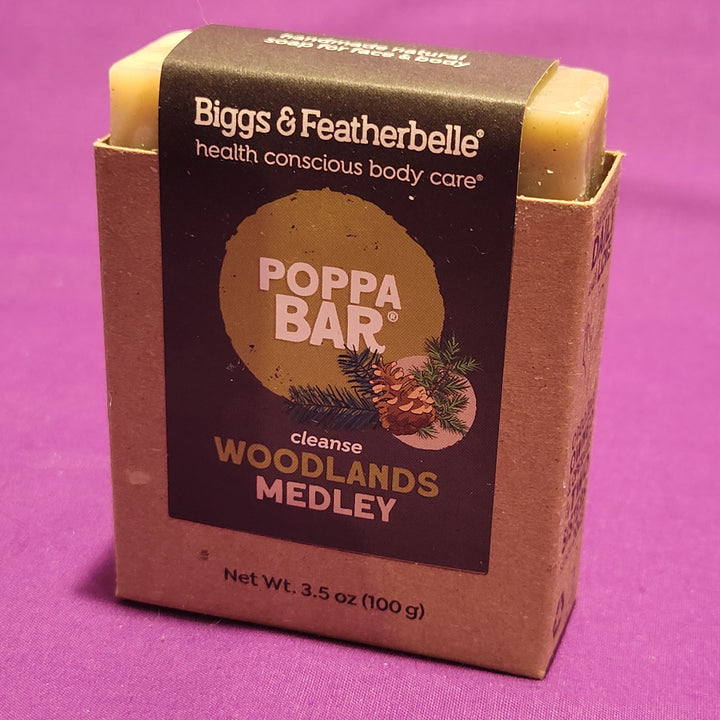 handmade natural
soap for face & body
Biggs & Featherbelle®
health conscious body care®
POPPA
BAR®
cleanse
WOODLANDS
MEDLEY
Net Wt. 3.5 oz (100 g)